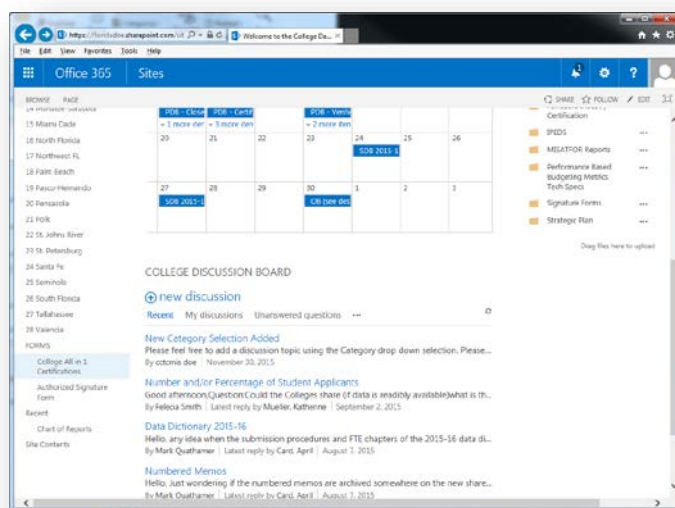 https://floridadoe.sharepoint.com/sit
Welcome to the College Da...
File Edit View Favorites Tools Help
Office 365 Sites
1
?
BROWSE PAGE
SHARE FOLLOW EDIT
15 Miami Dade
16 North Florida
17 Northwest FL
18 Palm Beach
19 Pasco-Hernando
20 Pensacola
21 Polk
22 St. Johns River
23 St. Petersburg
24 Santa Fe
25 Seminole
26 South Florida
27 Tallahassee
28 Valencia
FORMS
College All in 1 Certifications
Authorized Signature Form
Recent
Chart of Reports
Site Contents
PDB - Close PDB - Certif PDB - Verific
+ 1 more iter + 3 more iter + 2 more iter
20 21 22 23 24 25 26
SDB 2015-1
27 28 29 30 1 2 3
SDB 2015-1 CIB (see des
COLLEGE DISCUSSION BOARD
new discussion
Recent My discussions Unanswered questions ...
New Category Selection Added
Please feel free to add a discussion topic using the Category drop down selection. Please...
By cctcmis doe November 30, 2015
Number and/or Percentage of Student Applicants
Good afternoon,Question:Could the Colleges share (if data is readibly available)what is th...
By Felecia Smith Latest reply by Mueller, Katherine September 2, 2015
Data Dictionary 2015-16
Hello, any idea when the submission procedures and FTE chapters of the 2015-16 data di...
By Mark Quathamer Latest reply by Card, April August 7, 2015
Numbered Memos
Hello, Just wondering if the numbered memos are archived somewhere on the new share...
By Mark Quathamer Latest reply by Card, April August 7, 2015
Certification
IPEDS ...
MISATFOR Reports ...
Performance Based ...
Budgeting Metrics
Tech Specs
Signature Forms ...
Strategic Plan ...
Drag files here to upload